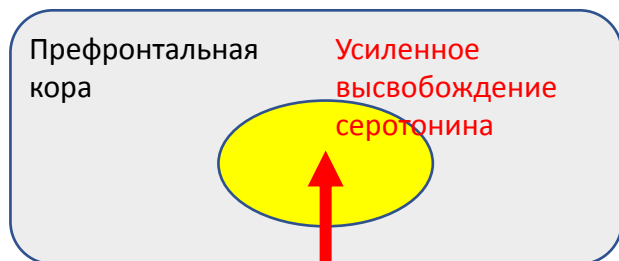 Префронтальная
кора
Усиленное
высвобождение
серотонина